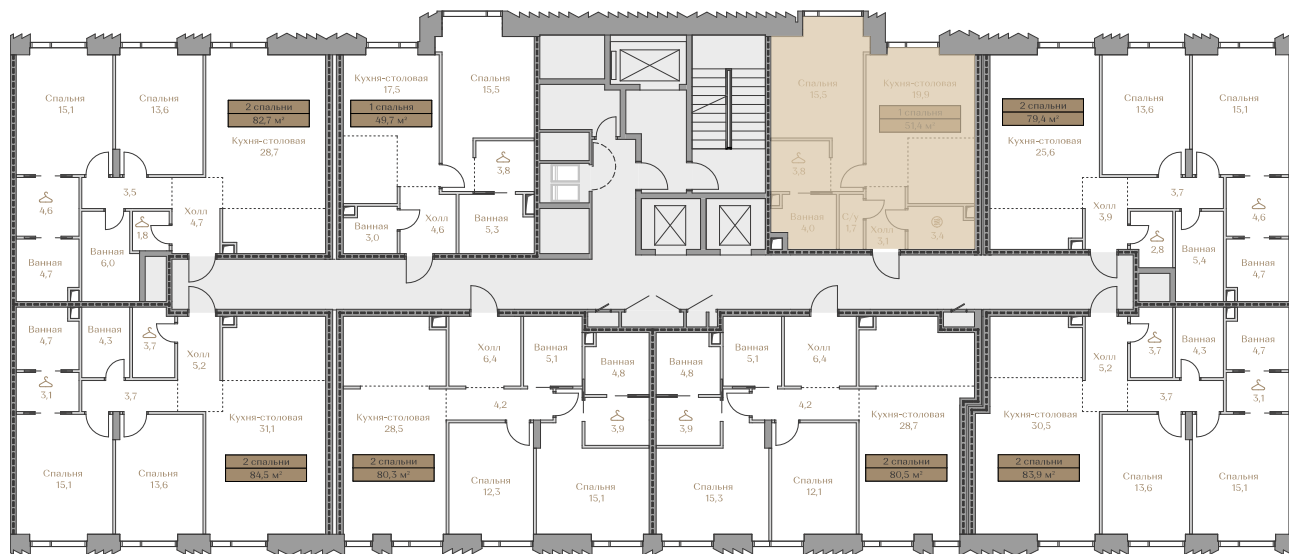 Спальня
15,1
Спальня
13,6
2 спальни
82,7 м²
Кухня-столовая
28,7
3,5
4,6
1,8
Холл
4,7
Ванная
4,7
Ванная
6,0
Кухня-столовая
17,5
1 спальня
49,7 м²
Спальня
15,5
3,8
Ванная
3,0
Холл
4,6
Ванная
5,3
Спальня
15,5
Кухня-столовая
19,9
1 спальня
51,4 м²
3,8
Ванная
4,0
С/у
1,7
Холл
3,1
3,4
2 спальни
79,4 м²
Кухня-столовая
25,6
Спальня
13,6
Спальня
15,1
3,7
Холл
3,9
4,6
2,8
Ванная
5,4
Ванная
4,7
Ванная
4,7
Ванная
4,3
3,7
Холл
5,2
3,1
3,7
Кухня-столовая
31,1
2 спальни
84,5 м²
Спальня
15,1
Спальня
13,6
Холл
6,4
Ванная
5,1
Ванная
4,8
4,2
3,9
Кухня-столовая
28,5
2 спальни
80,3 м²
Спальня
12,3
Спальня
15,1
Ванная
4,8
Ванная
5,1
Холл
6,4
3,9
4,2
Кухня-столовая
28,7
2 спальни
80,5 м²
Спальня
15,3
Спальня
12,1
Холл
5,2
3,7
Ванная
4,3
Ванная
4,7
3,7
3,1
Кухня-столовая
30,5
2 спальни
83,9 м²
Спальня
13,6
Спальня
15,1